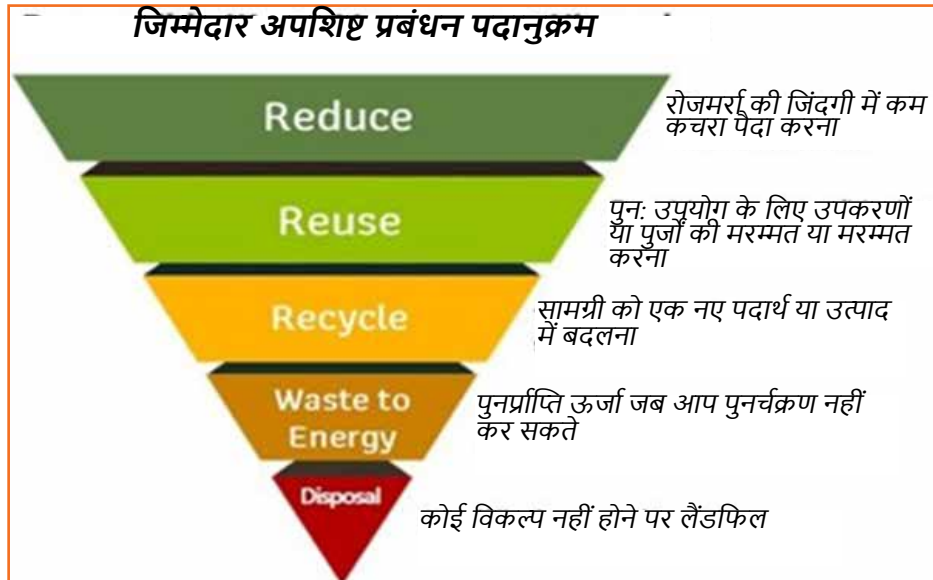 जिम्मेदार अपशिष्ट प्रबंधन पदानुक्रम
Reduce
रोजमर्रा की जिंदगी में कम
कचरा पैदा करना
Reuse
पुन: उपयोग के लिए उपकरणों
या पुर्जों की मरम्मत या मरम्मत
करना
Recycle
सामग्री को एक नए पदार्थ या उत्पाद
में बदलना
Waste to
Energy
पुनर्प्राप्ति ऊर्जा जब आप पुनर्चक्रण नहीं
कर सकते
Disposal
कोई विकल्प नहीं होने पर लैंडफिल